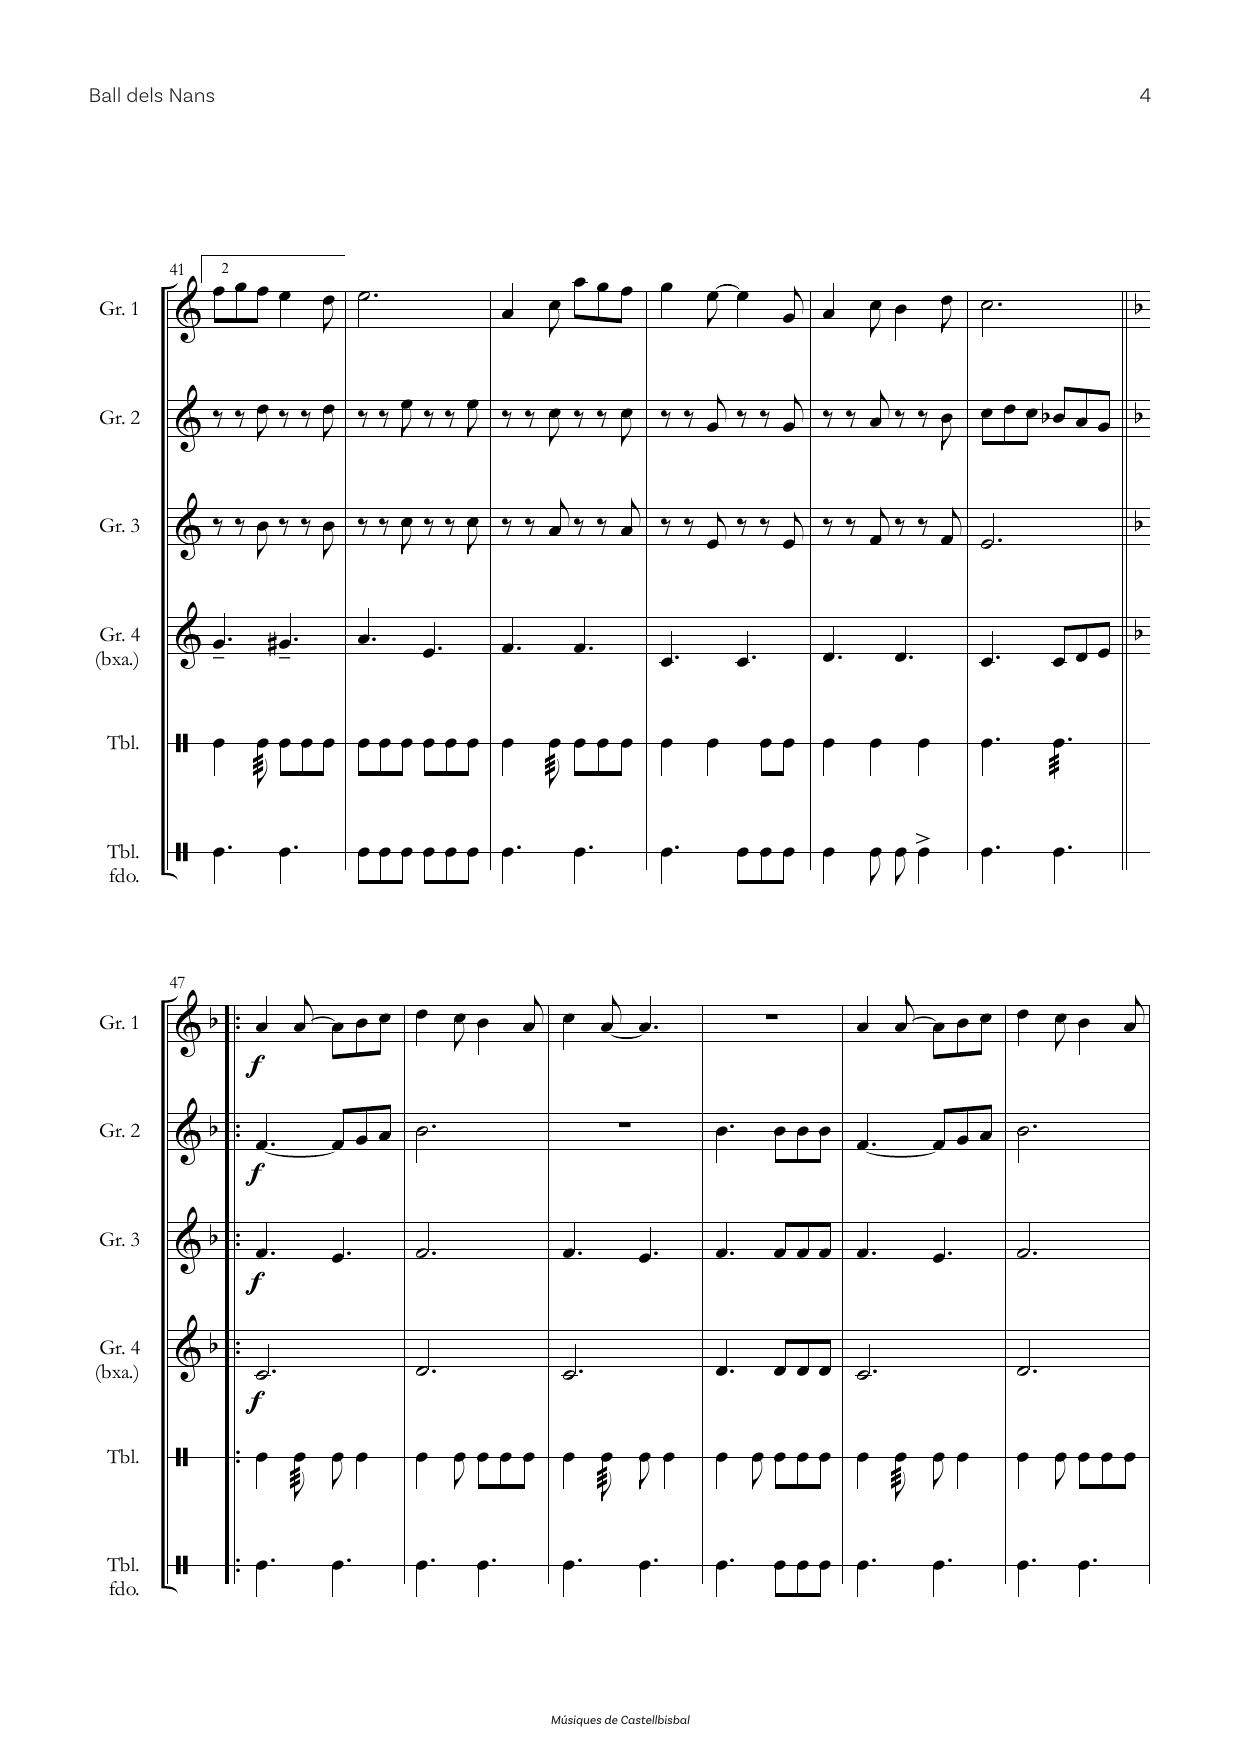 Ball dels Nans 4
41 2
Gr. 1
Gr. 2
Gr. 3
Gr. 4
(bxa.)
Tbl.
Tbl.
fdo.
47
Gr. 1
f
Gr. 2
f
Gr. 3
f
Gr. 4
(bxa.)
f
Tbl.
Tbl.
fdo.
Músiques de Castellbisbal